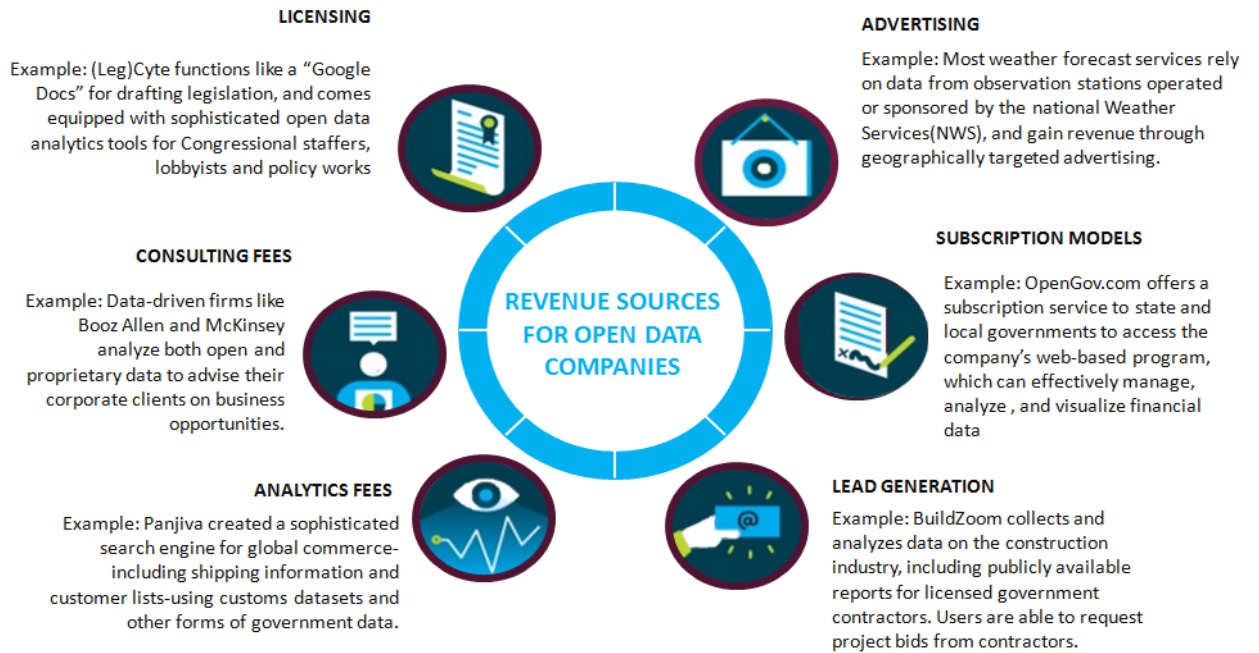 LICENSING
Example: (Leg)Cyte functions like a “Google
Docs” for drafting legislation, and comes
equipped with sophisticated open data
analytics tools for Congressional staffers,
lobbyists and policy works
ADVERTISING
Example: Most weather forecast services rely
on data from observation stations operated
or sponsored by the national Weather
Services(NWS), and gain revenue through
geographically targeted advertising.
CONSULTING FEES
Example: Data-driven firms like
Booz Allen and McKinsey
analyze both open and
proprietary data to advise their
corporate clients on business
opportunities.
REVENUE SOURCES
FOR OPEN DATA
COMPANIES
SUBSCRIPTION MODELS
Example: OpenGov.com offers a
subscription service to state and
local governments to access the
company’s web-based program,
which can effectively manage,
analyze , and visualize financial
data
ANALYTICS FEES
Example: Panjiva created a sophisticated
search engine for global commerce-
including shipping information and
customer lists-using customs datasets and
other forms of government data.
@
LEAD GENERATION
Example: BuildZoom collects and
analyzes data on the construction
industry, including publicly available
reports for licensed government
contractors. Users are able to request
project bids from contractors.